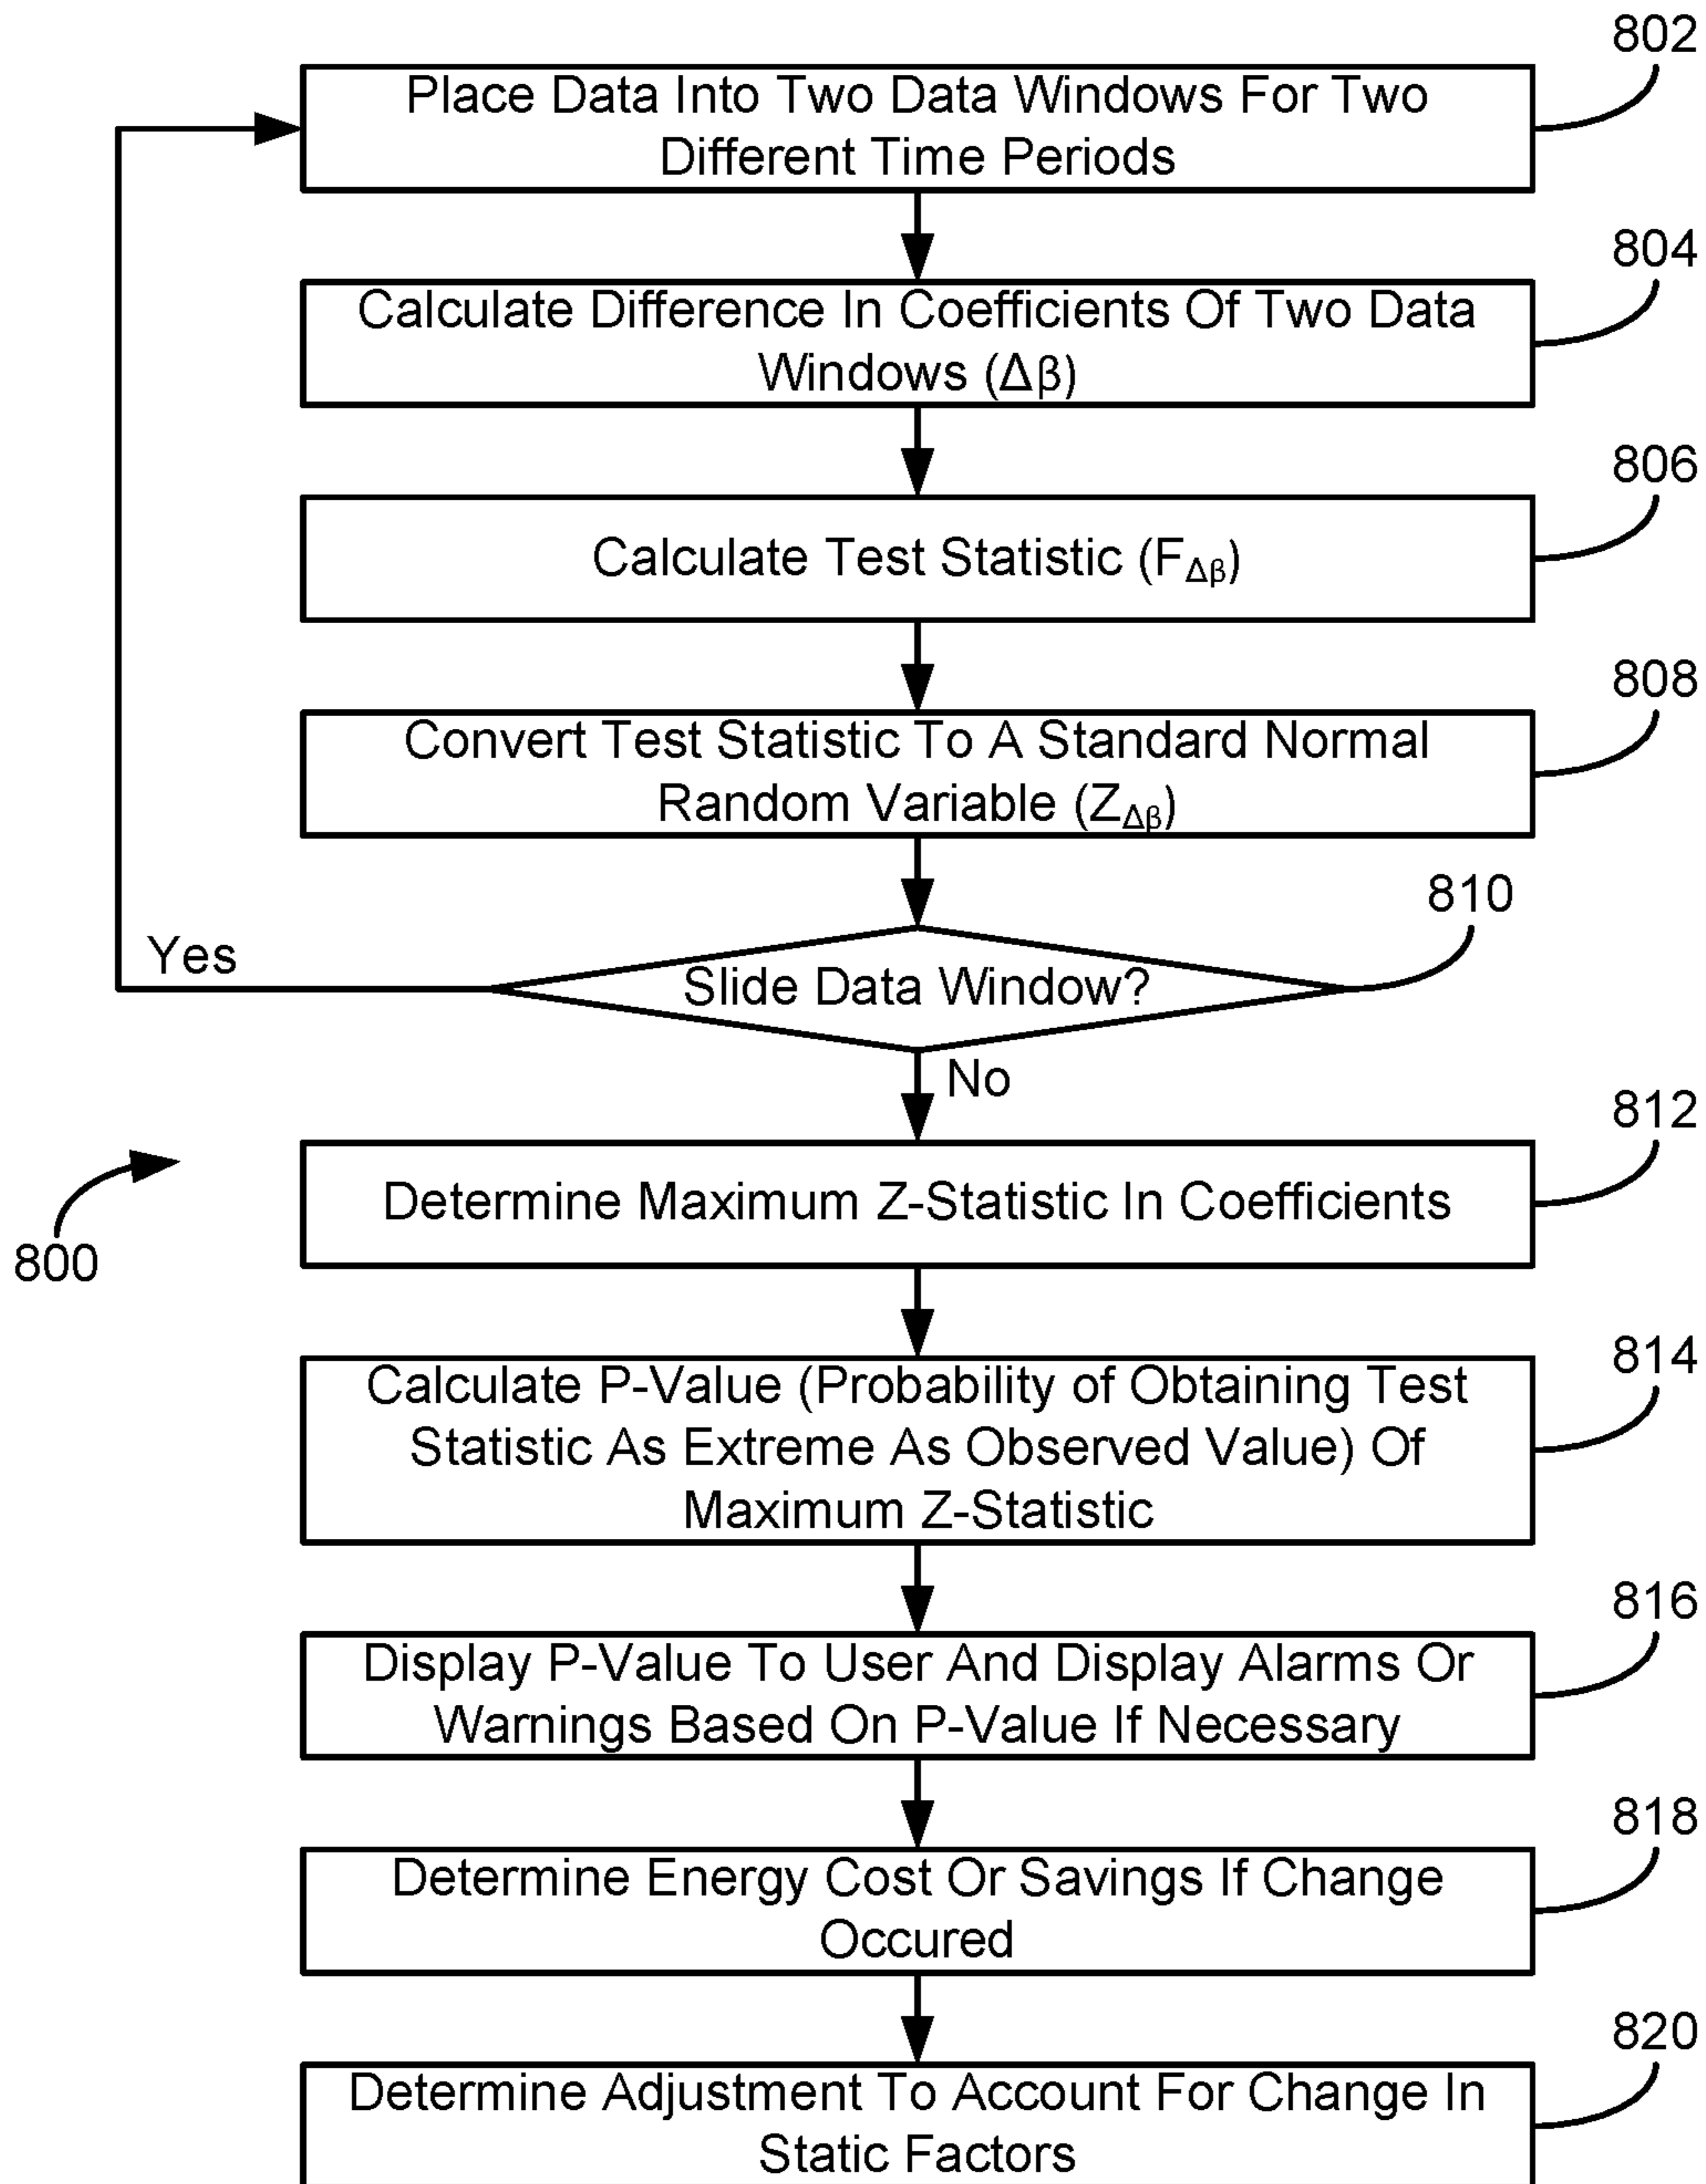 802
Place Data Into Two Data Windows For Two
Different Time Periods
804
Calculate Difference In Coefficients Of Two Data
Windows (Δβ)
806
Calculate Test Statistic (FΔβ)
808
Convert Test Statistic To A Standard Normal
Random Variable (ZΔβ)
810
Yes
Slide Data Window?
No
812
Determine Maximum Z-Statistic In Coefficients
800
814
Calculate P-Value (Probability of Obtaining Test
Statistic As Extreme As Observed Value) Of
Maximum Z-Statistic
816
Display P-Value To User And Display Alarms Or
Warnings Based On P-Value If Necessary
818
Determine Energy Cost Or Savings If Change
Occured
820
Determine Adjustment To Account For Change In
Static Factors